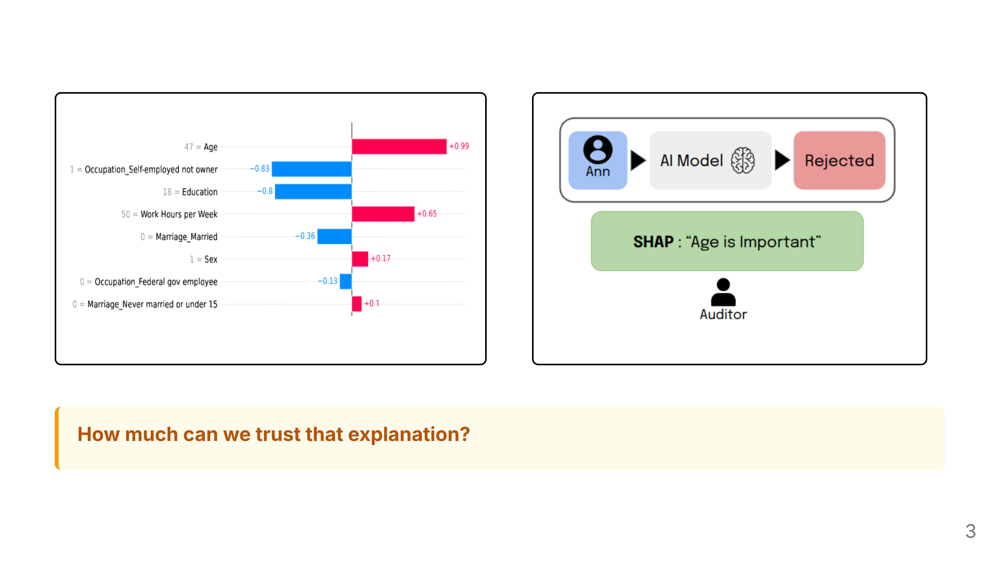 47 = Age +0.99
1 = Occupation_Self-employed not owner −0.83
18 = Education −0.8
50 = Work Hours per Week +0.65
0 = Marriage_Married −0.36
1 = Sex +0.17
0 = Occupation_Federal gov employee −0.13
0 = Marriage_Never married or under 15 +0.1
Ann
AI Model
Rejected
SHAP : “Age is Important”
Auditor
How much can we trust that explanation?
3